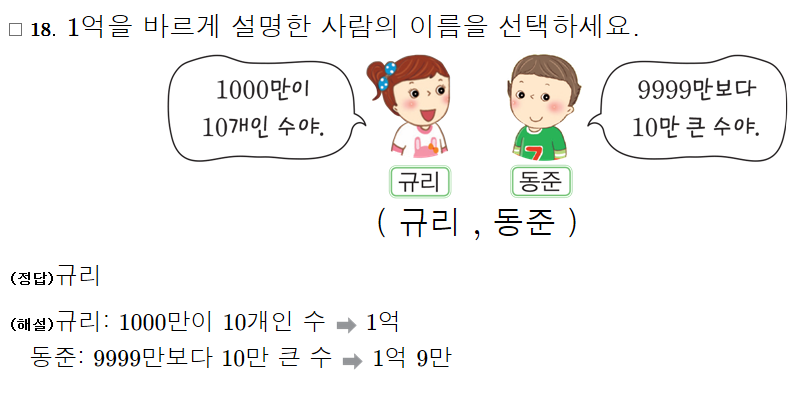 □ 18. 1억을 바르게 설명한 사람의 이름을 선택하세요.
1000만이
10개인 수야.
9999만보다
10만 큰 수야.
규리
동준
( 규리 , 동준 )
(정답)규리
(해설)규리: 1000만이 10개인 수 ➡ 1억
동준: 9999만보다 10만 큰 수 ➡ 1억 9만